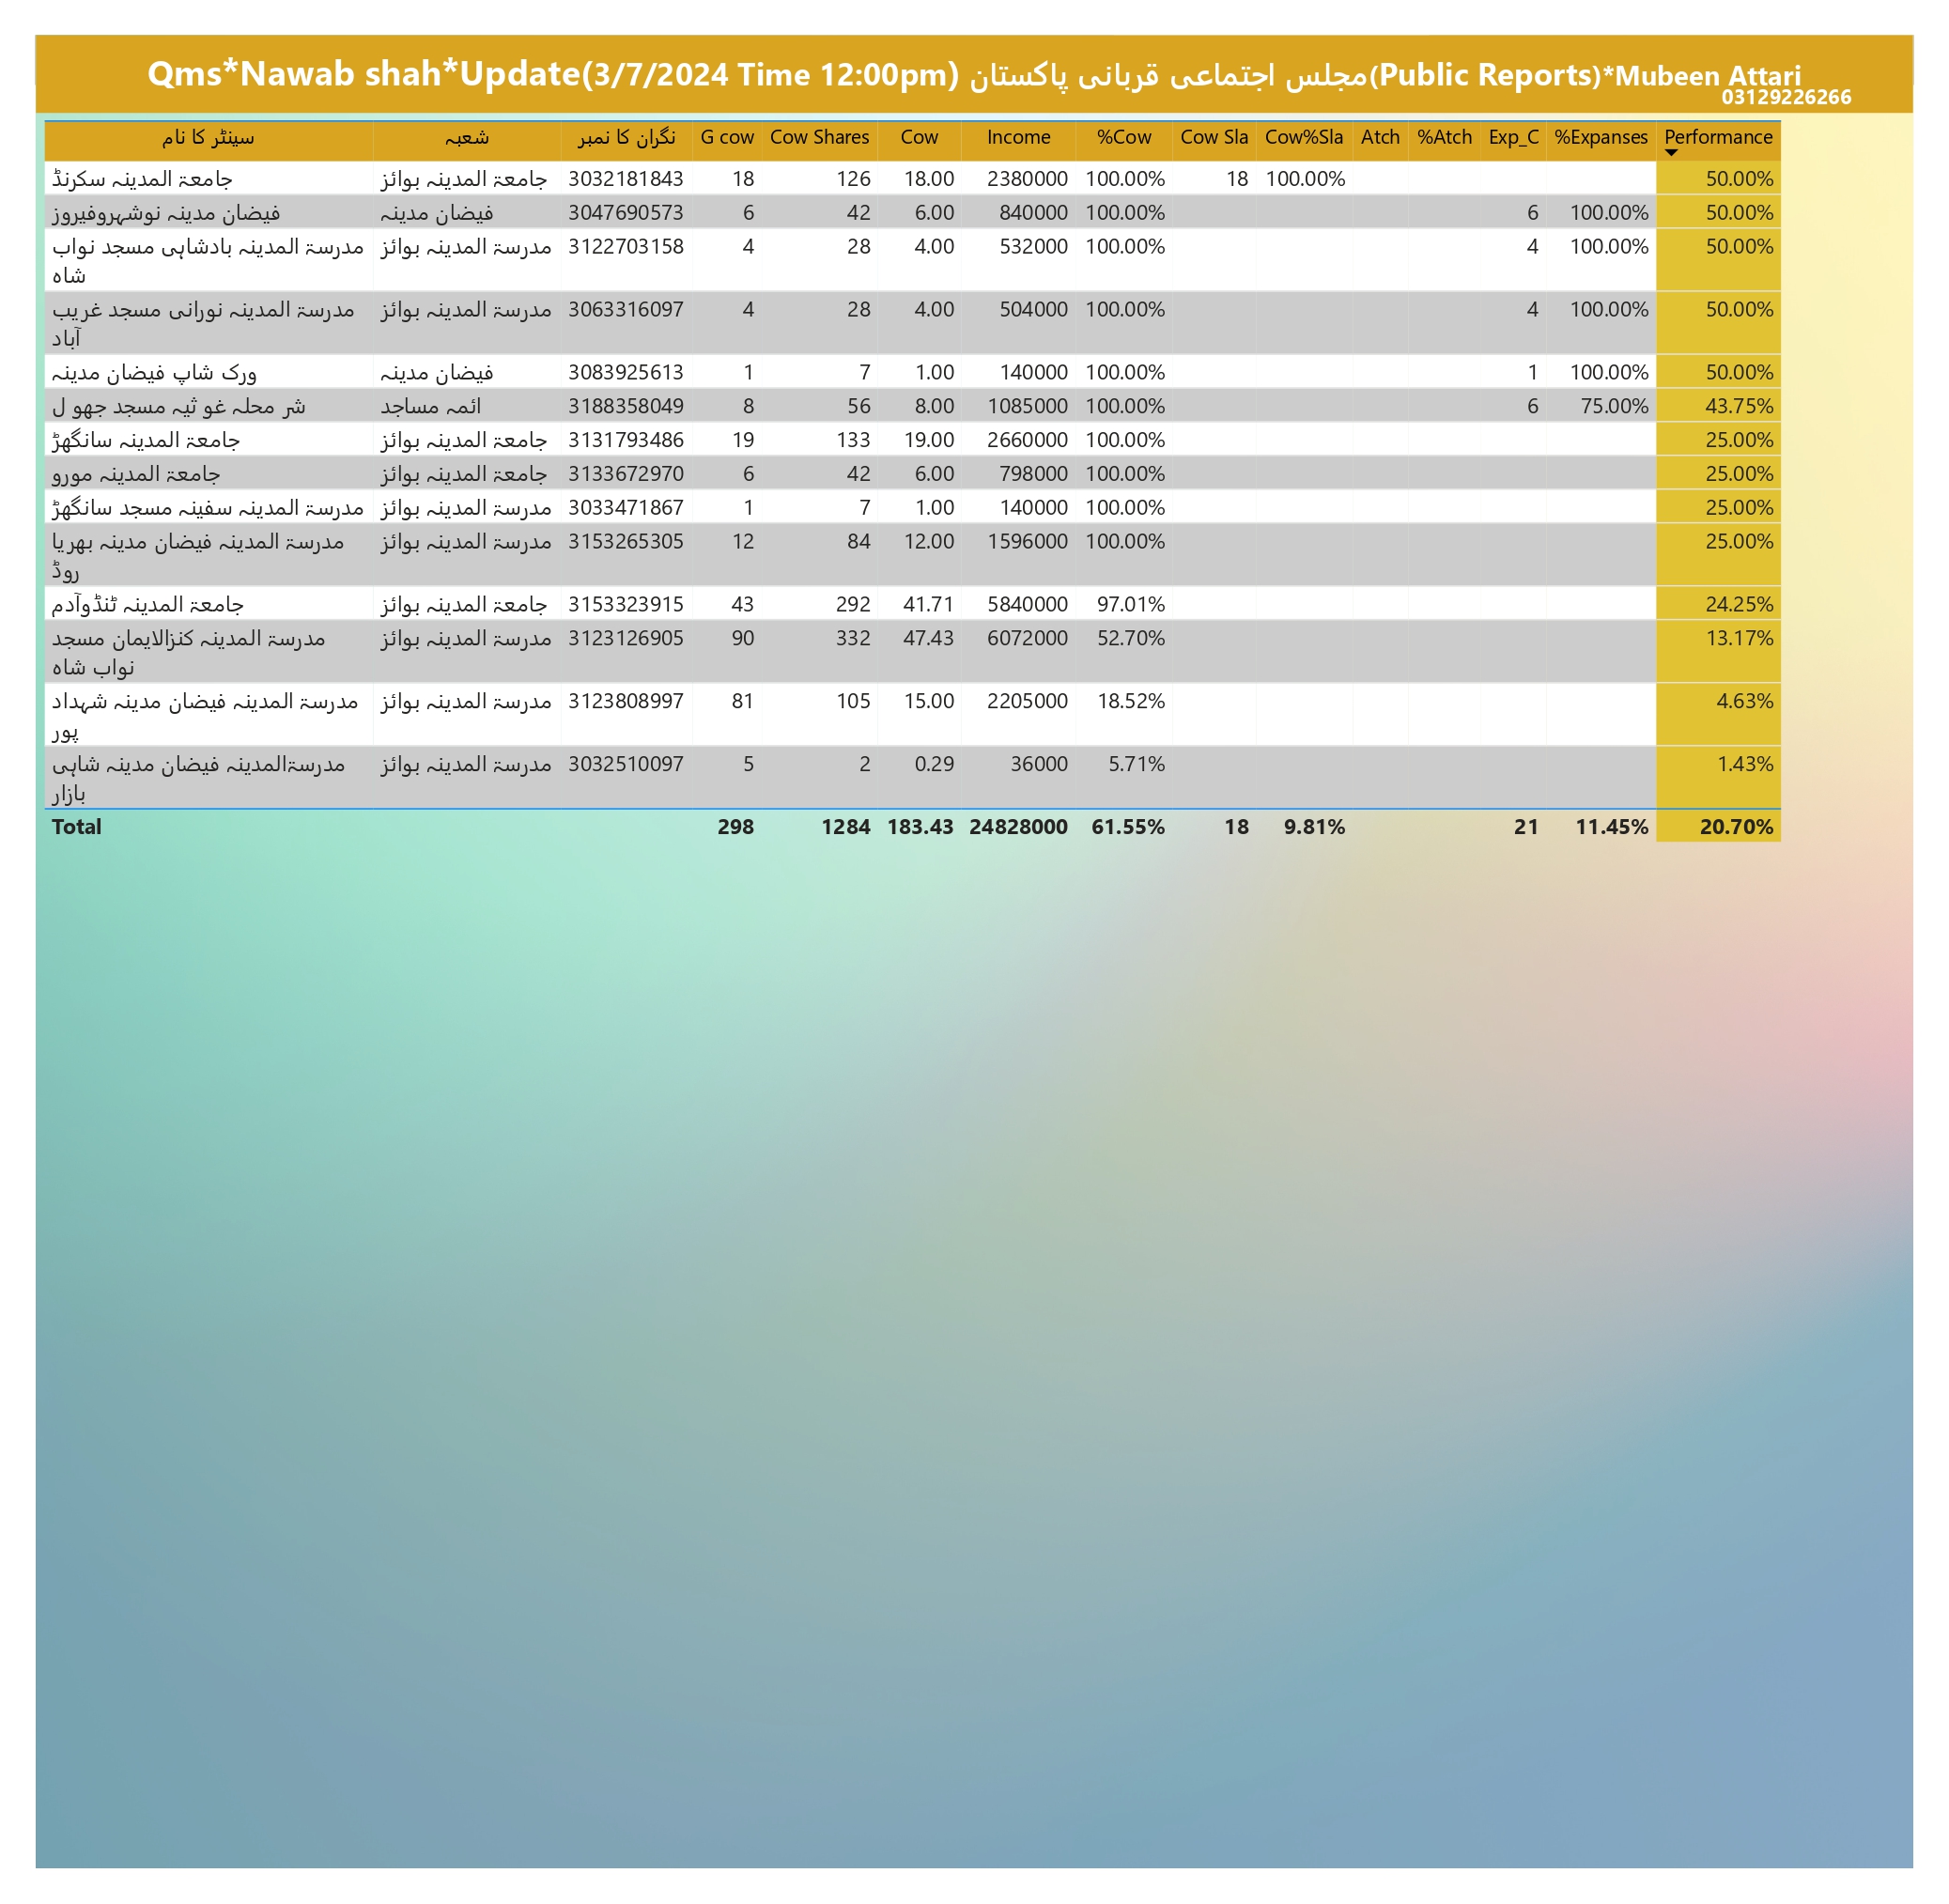 Qms*Nawab shah*Update(3/7/2024 Time 12:00pm) مجلس اجتماعی قربانی پاکستان(Public Reports)*Mubeen Attari
03129226266
سینٹر کا نام شعبہ نگران کا نمبر G cow Cow Shares Cow Income %Cow Cow Sla Cow%Sla Atch %Atch Exp_C %Expanses Performance
جامعۃ المدینہ سکرنڈ جامعۃ المدینہ بوائز 3032181843 18 126 18.00 2380000 100.00% 18 100.00% 50.00%
فیضان مدینہ نوشہروفیروز فیضان مدینہ 3047690573 6 42 6.00 840000 100.00% 6 100.00% 50.00%
مدرسۃ المدینہ بادشاہی مسجد نواب مدرسۃ المدینہ بوائز 3122703158 4 28 4.00 532000 100.00% 4 100.00% 50.00%
شاہ
مدرسۃ المدینہ نورانی مسجد غریب مدرسۃ المدینہ بوائز 3063316097 4 28 4.00 504000 100.00% 4 100.00% 50.00%
آباد
ورک شاپ فیضان مدینہ فیضان مدینہ 3083925613 1 7 1.00 140000 100.00% 1 100.00% 50.00%
شر محلہ غو ثیہ مسجد جھو ل ائمہ مساجد 3188358049 8 56 8.00 1085000 100.00% 6 75.00% 43.75%
جامعۃ المدینہ سانگھڑ جامعۃ المدینہ بوائز 3131793486 19 133 19.00 2660000 100.00% 25.00%
جامعۃ المدینہ مورو جامعۃ المدینہ بوائز 3133672970 6 42 6.00 798000 100.00% 25.00%
مدرسۃ المدینہ سفینہ مسجد سانگھڑ مدرسۃ المدینہ بوائز 3033471867 1 7 1.00 140000 100.00% 25.00%
مدرسۃ المدینہ فیضان مدینہ بھریا مدرسۃ المدینہ بوائز 3153265305 12 84 12.00 1596000 100.00% 25.00%
روڈ
جامعۃ المدینہ ٹنڈوآدم جامعۃ المدینہ بوائز 3153323915 43 292 41.71 5840000 97.01% 24.25%
مدرسۃ المدینہ کنزالایمان مسجد مدرسۃ المدینہ بوائز 3123126905 90 332 47.43 6072000 52.70% 13.17%
نواب شاہ
مدرسۃ المدینہ فیضان مدینہ شہداد مدرسۃ المدینہ بوائز 3123808997 81 105 15.00 2205000 18.52% 4.63%
پور
مدرسۃالمدینہ فیضان مدینہ شاہی مدرسۃ المدینہ بوائز 3032510097 5 2 0.29 36000 5.71% 1.43%
بازار
Total 298 1284 183.43 24828000 61.55% 18 9.81% 21 11.45% 20.70%